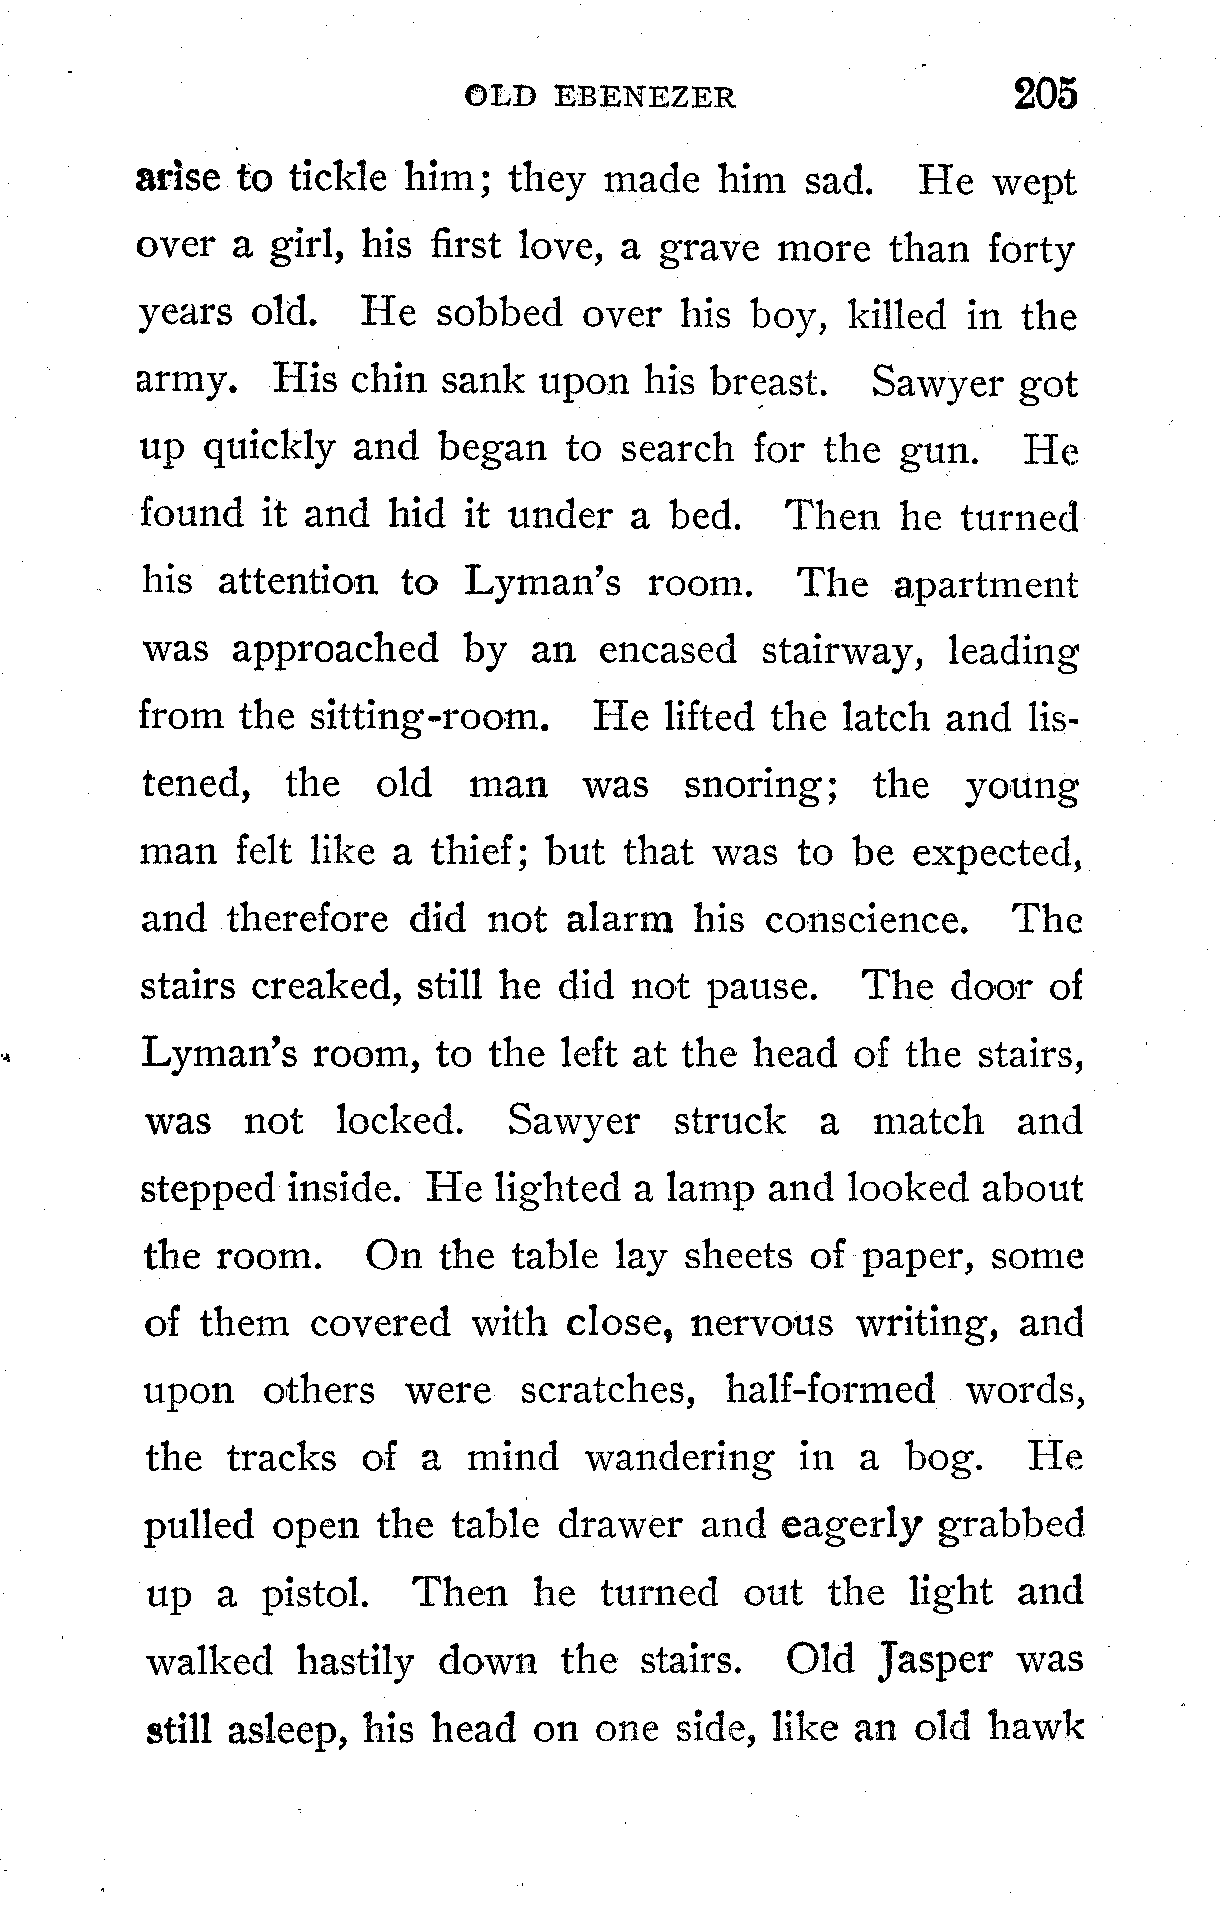 OLD EBENEZER 205
arise to tickle him; they made him sad. He wept
over a girl, his first love, a grave more than forty
years old. He sobbed over his boy, killed in the
army. His chin sank upon his breast. Sawyer got
up quickly and began to search for the gun. He
found it and hid it under a bed. Then he turned
his attention to Lyman's room. The apartment
was approached by an encased stairway, leading
from the sitting-room. He lifted the latch and lis-
tened, the old man was snoring; the young
man felt like a thief; but that was to be expected,
and therefore did not alarm his conscience. The
stairs creaked, still he did not pause. The door of
Lyman's room, to the left at the head of the stairs,
was not locked. Sawyer struck a match and
stepped inside. He lighted a lamp and looked about
the room. On the table lay sheets of paper, some
of them covered with close, nervous writing, and
upon others were scratches, half-formed words,
the tracks of a mind wandering in a bog. He
pulled open the table drawer and eagerly grabbed
up a pistol. Then he turned out the light and
walked hastily down the stairs. Old Jasper was
still asleep, his head on one side, like an old hawk